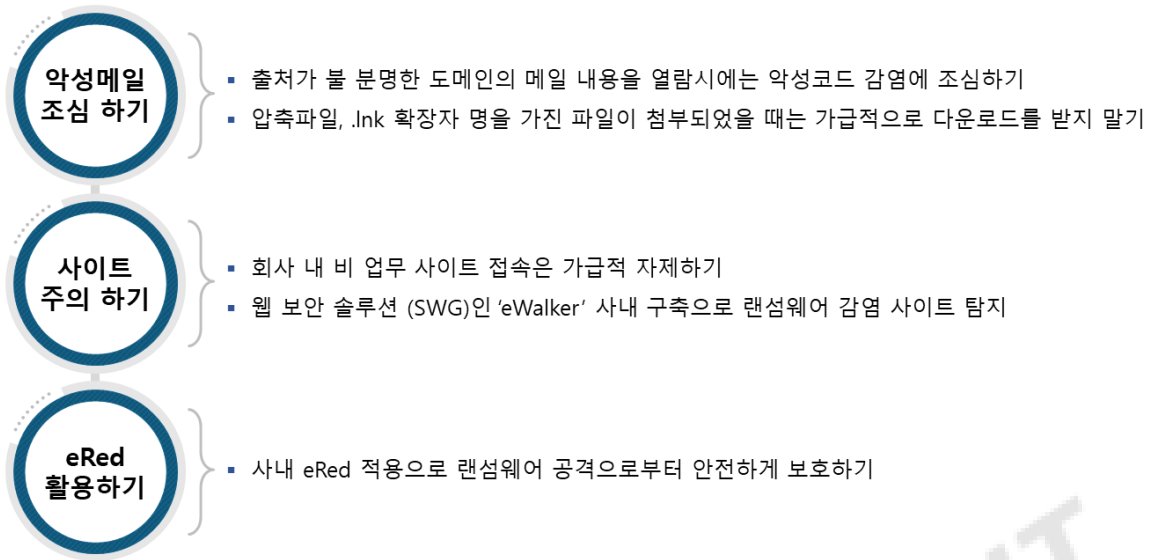 악성메일
조심 하기
▪ 출처가 불 분명한 도메인의 메일 내용을 열람시에는 악성코드 감염에 조심하기
▪ 압축파일, .lnk 확장자 명을 가진 파일이 첨부되었을 때는 가급적으로 다운로드를 받지 말기
사이트
주의 하기
▪ 회사 내 비 업무 사이트 접속은 가급적 자제하기
▪ 웹 보안 솔루션 (SWG)인 ‘eWalker’ 사내 구축으로 랜섬웨어 감염 사이트 탐지
eRed
활용하기
▪ 사내 eRed 적용으로 랜섬웨어 공격으로부터 안전하게 보호하기